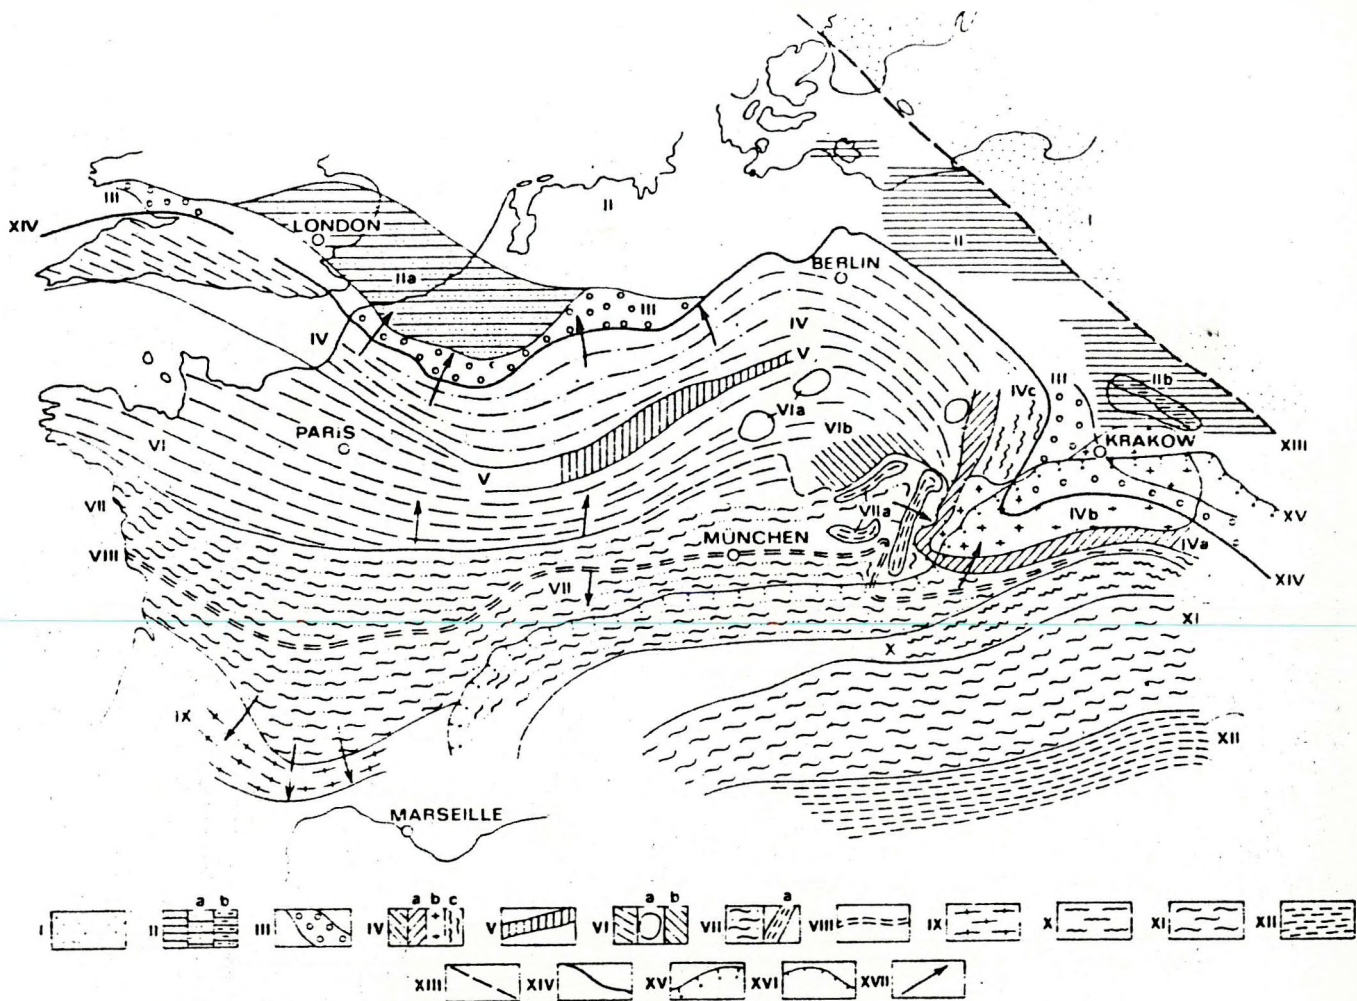 III
XIV
LONDON
II
I
II
BERLIN
IIa
III
IV
IV
V
IVc
III
IIb
VIa
PARIS
VIb
KRAKOW
XIII
VI
V
VII
VIIa
IVb
XV
VIII
MÜNCHEN
IVa
VII
XIV
XI
X
IX
XII
MARSEILLE
a b a b c a b a
I II III IV V VI VII VIII IX X XI XII
XIII XIV XV XVI XVII